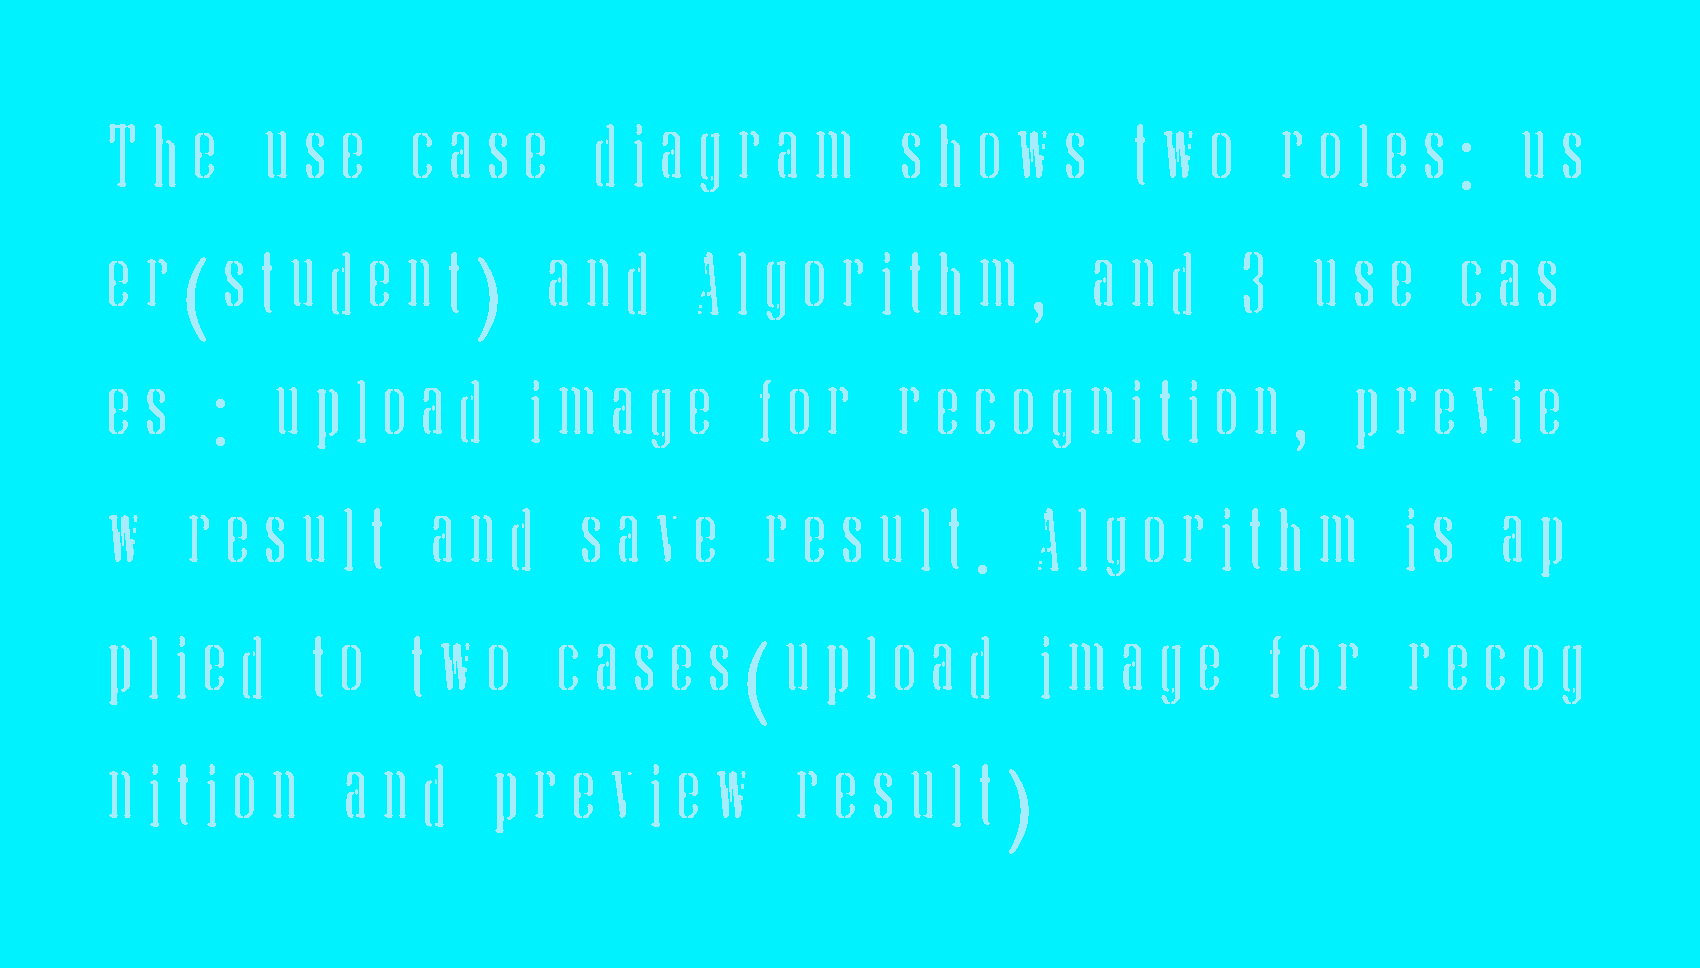 The use case diagram shows two roles: us
er(student) and Algorithm, and 3 use cas
es : upload image for recognition, previe
w result and save result. Algorithm is ap
plied to two cases(upload image for recog
nition and preview result)